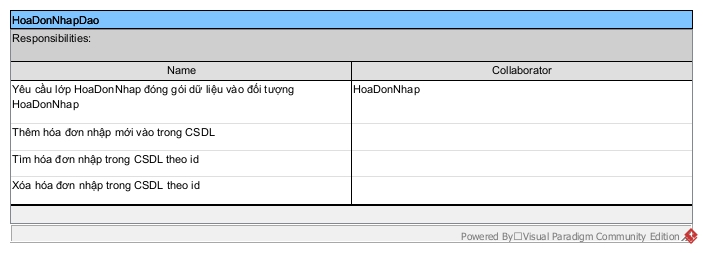 HoaDonNhapDao
Responsibilities:
Name
Collaborator
Yêu cầu lớp HoaDonNhap đóng gói dữ liệu vào đối tượng
HoaDonNhap
HoaDonNhap
Thêm hóa đơn nhập mới vào trong CSDL
Tìm hóa đơn nhập trong CSDL theo id
Xóa hóa đơn nhập trong CSDL theo id
Powered By□Visual Paradigm Community Edition